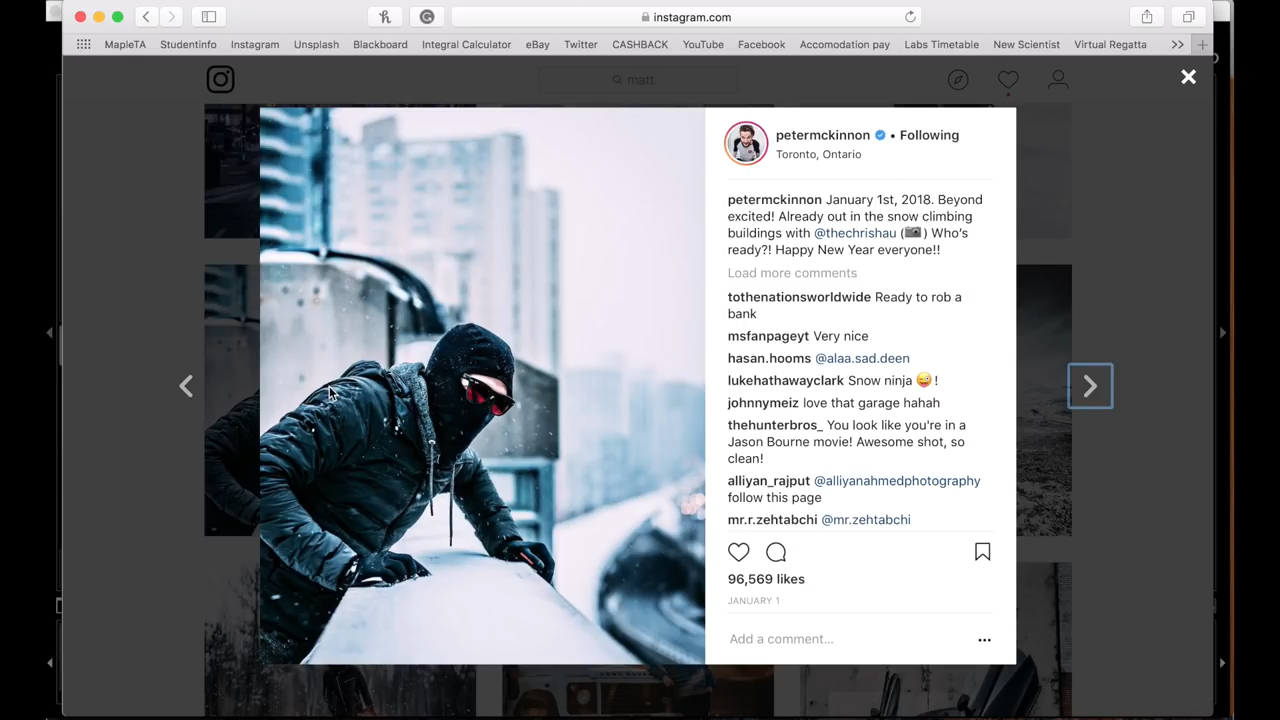 instagram.com
MapleTA Studentinfo Instagram Unsplash Blackboard Integral Calculator eBay Twitter CASHBACK YouTube Facebook Accomodation pay Labs Timetable New Scientist Virtual Regatta
matt
petermckinnon • Following
Toronto, Ontario
petermckinnon January 1st, 2018. Beyond
excited! Already out in the snow climbing
buildings with @thechrishau (📷) Who's
ready?! Happy New Year everyone!!
Load more comments
tothenationsworldwide Ready to rob a
bank
msfanpageyt Very nice
hasan.hooms @alaa.sad.deen
lukehathawayclark Snow ninja 😜 !
johnnymeiz love that garage hahah
thehunterbros_ You look like you're in a
Jason Bourne movie! Awesome shot, so
clean!
alliyan_rajput @alliyanahmedphotography
follow this page
mr.r.zehtabchi @mr.zehtabchi
96,569 likes
JANUARY 1
Add a comment...